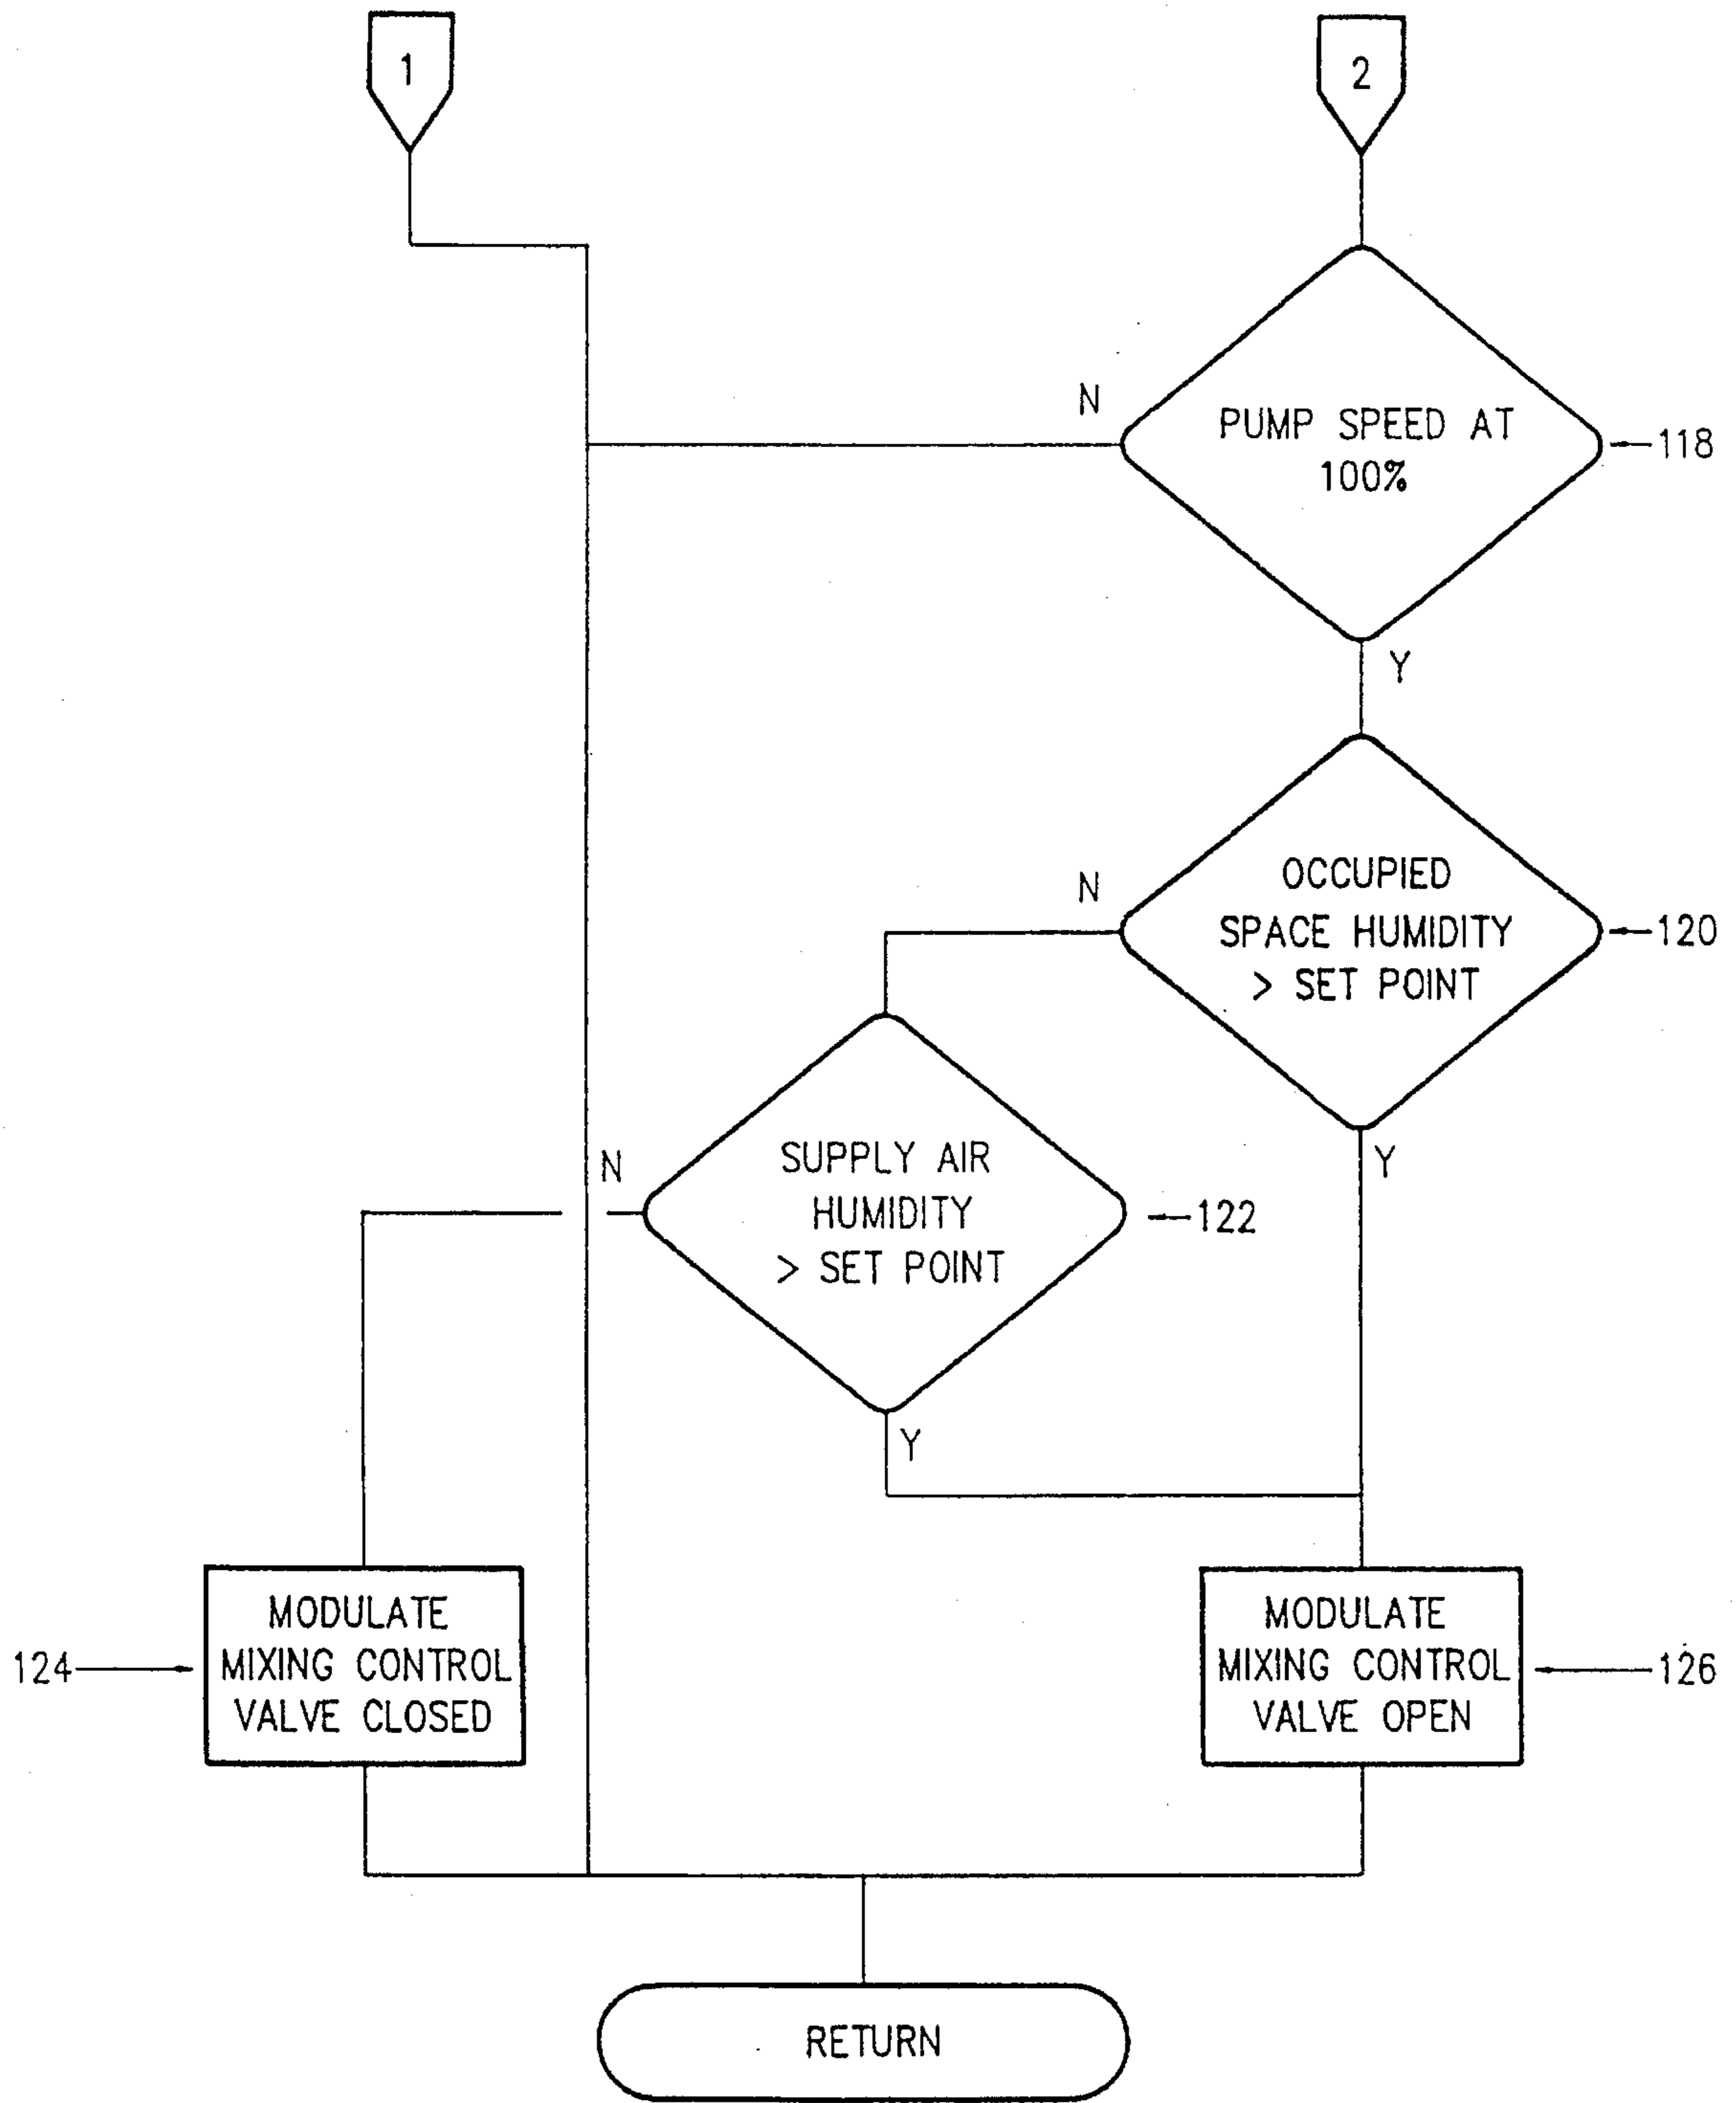 1
2
N
PUMP SPEED AT
100%
118
Y
N
OCCUPIED
SPACE HUMIDITY
> SET POINT
120
Y
N
SUPPLY AIR
HUMIDITY
> SET POINT
122
Y
124
MODULATE
MIXING CONTROL
VALVE CLOSED
MODULATE
MIXING CONTROL
VALVE OPEN
126
RETURN